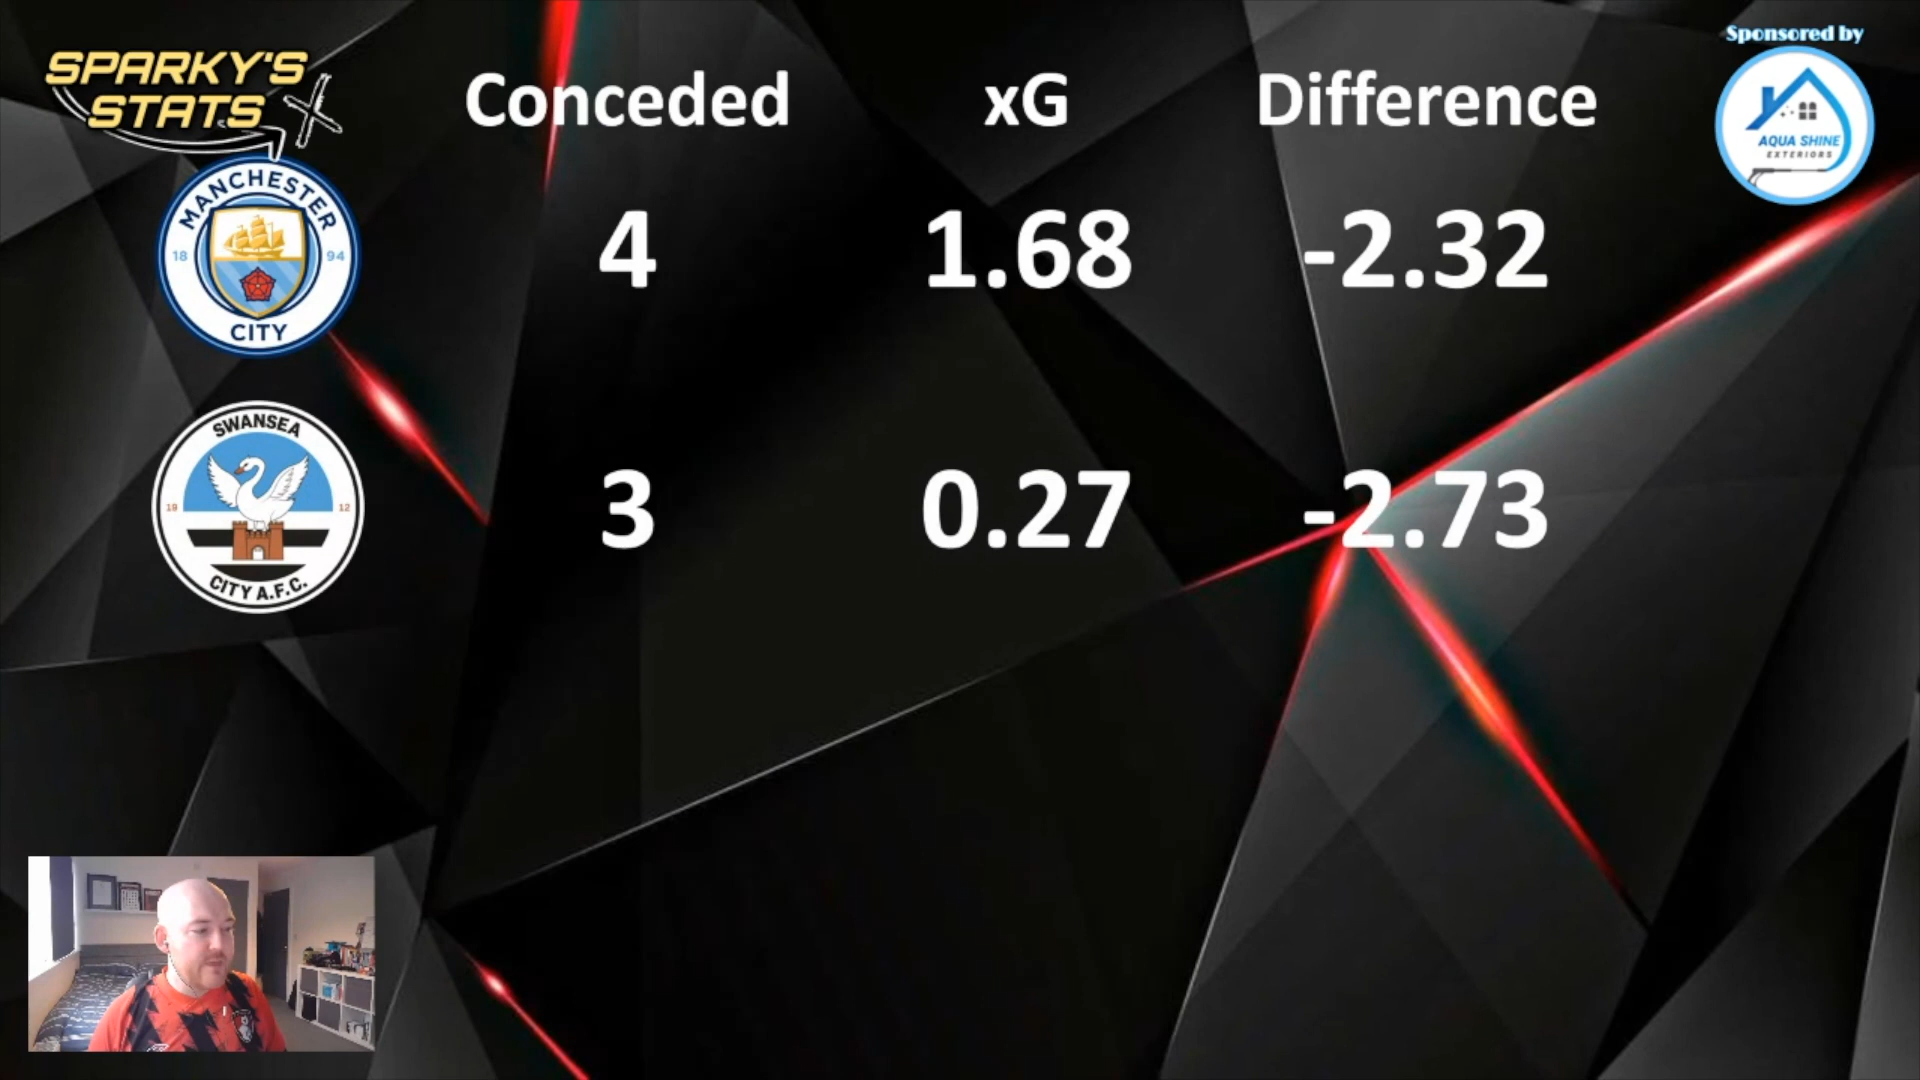 Sponsored by
SPARKY'S
STATS X
Conceded xG Difference
AQUA SHINE
EXTERIORS
MANCHESTER
18 94
CITY
4 1.68 -2.32
SWANSEA
19 12
CITY A.F.C.
3 0.27 -2.73